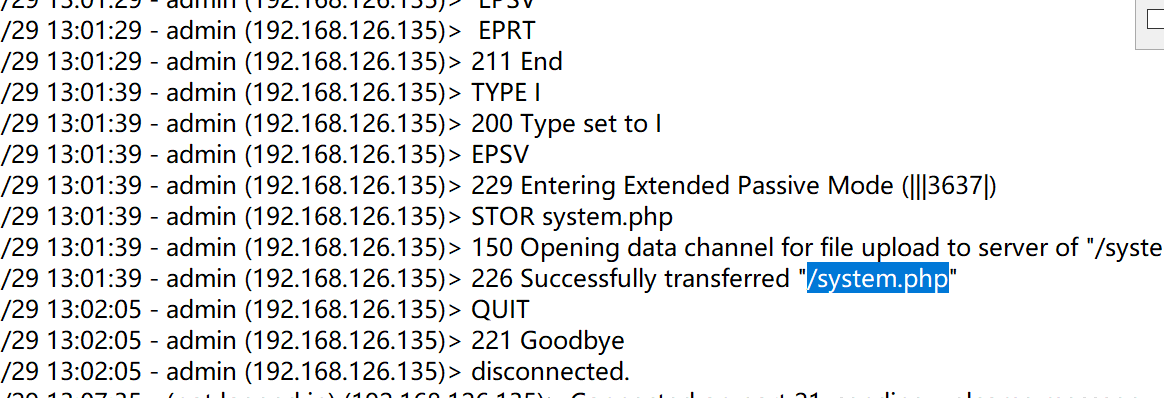 /29 13:01:29 - admin (192.168.126.135)>  EPSV
/29 13:01:29 - admin (192.168.126.135)>  EPRT
/29 13:01:29 - admin (192.168.126.135)> 211 End
/29 13:01:39 - admin (192.168.126.135)> TYPE I
/29 13:01:39 - admin (192.168.126.135)> 200 Type set to I
/29 13:01:39 - admin (192.168.126.135)> EPSV
/29 13:01:39 - admin (192.168.126.135)> 229 Entering Extended Passive Mode (|||3637|)
/29 13:01:39 - admin (192.168.126.135)> STOR system.php
/29 13:01:39 - admin (192.168.126.135)> 150 Opening data channel for file upload to server of "/syste
/29 13:01:39 - admin (192.168.126.135)> 226 Successfully transferred "/system.php"
/29 13:02:05 - admin (192.168.126.135)> QUIT
/29 13:02:05 - admin (192.168.126.135)> 221 Goodbye
/29 13:02:05 - admin (192.168.126.135)> disconnected.